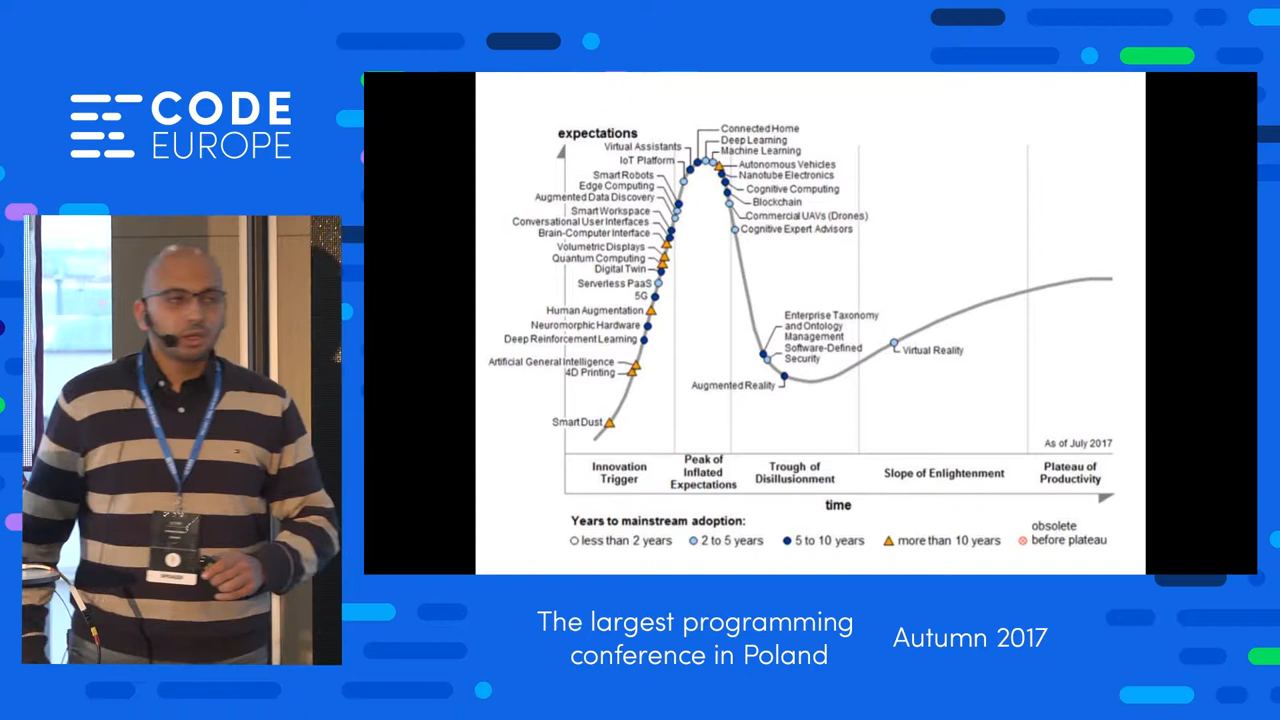 CODE
EUROPE
expectations
Connected Home
Deep Learning
Machine Learning
Autonomous Vehicles
Nanotube Electronics
Cognitive Computing
Blockchain
Commercial UAVs (Drones)
Cognitive Expert Advisors
Virtual Assistants
IoT Platform
Smart Robots
Edge Computing
Augmented Data Discovery
Smart Workspace
Conversational User Interfaces
Brain-Computer Interface
Volumetric Displays
Quantum Computing
Digital Twin
Serverless PaaS
5G
Human Augmentation
Neuromorphic Hardware
Deep Reinforcement Learning
Artificial General Intelligence
4D Printing
Smart Dust
Enterprise Taxonomy
and Ontology
Management
Software-Defined
Security
Augmented Reality
Virtual Reality
As of July 2017
Innovation
Trigger
Peak of
Inflated
Expectations
Trough of
Disillusionment
Slope of Enlightenment
Plateau of
Productivity
time
Years to mainstream adoption:
less than 2 years
2 to 5 years
5 to 10 years
more than 10 years
obsolete
before plateau
The largest programming
conference in Poland
Autumn 2017